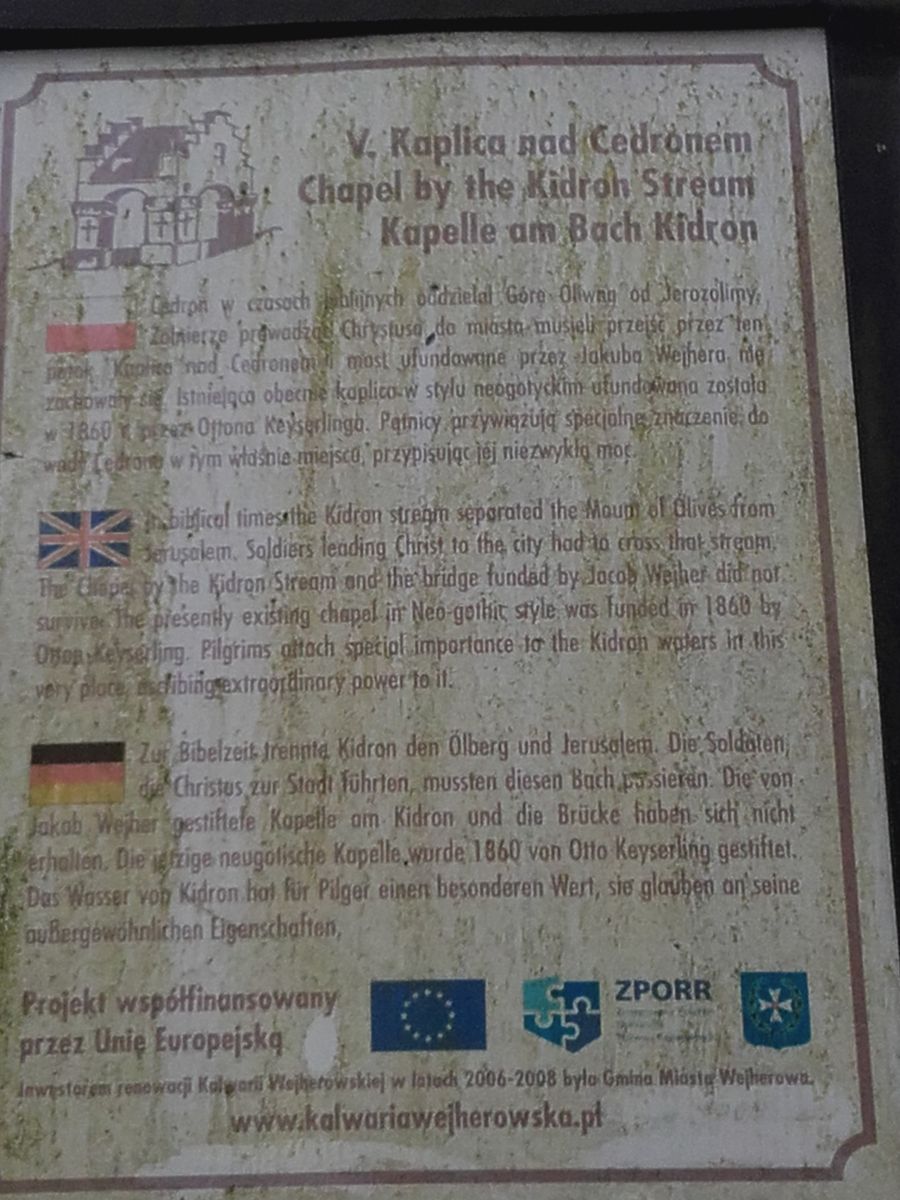 V. Kaplica nad Cedronem
Chapel by the Kidron Stream
Kapelle am Bach Kidron
Cedron w czasach biblijnych oddzielał Górę Oliwną od Jerozolimy.
Żołnierze prowadząc Chrystusa do miasta musieli przejść przez ten
potok. Kaplica nad Cedronem i most ufundowane przez Jakuba Wejhera nie
zachowały się. Istniejąca obecnie kaplica w stylu neogotyckim ufundowana została
w 1860 r. przez Ottona Keyserlinga. Pątnicy przywiązują specjalne znaczenie do
wody Cedronu w tym właśnie miejscu, przypisując jej niezwykłą moc.
In biblical times the Kidron stream separated the Mount of Olives from
Jerusalem. Soldiers leading Christ to the city had to cross that stream.
The Chapel by the Kidron Stream and the bridge funded by Jacob Wejher did not
survive. The presently existing chapel in Neo-gothic style was funded in 1860 by
Otton Keyserling. Pilgrims attach special importance to the Kidron waters in this
very place, ascribing extraordinary power to it.
Zur Bibelzeit trennte Kidron den Ölberg und Jerusalem. Die Soldaten,
die Christus zur Stadt führten, mussten diesen Bach passieren. Die von
Jakob Wejher gestiftete Kapelle am Kidron und die Brücke haben sich nicht
erhalten. Die jetzige neugotische Kapelle wurde 1860 von Otto Keyserling gestiftet.
Das Wasser von Kidron hat für Pilger einen besonderen Wert, sie glauben an seine
außergewöhnlichen Eigenschaften.
Projekt współfinansowany
przez Unię Europejską
ZPORR
Inwestorem renowacji Kalwarii Wejherowskiej w latach 2006-2008 była Gmina Miasta Wejherowa.
www.kalwariawejherowska.pl